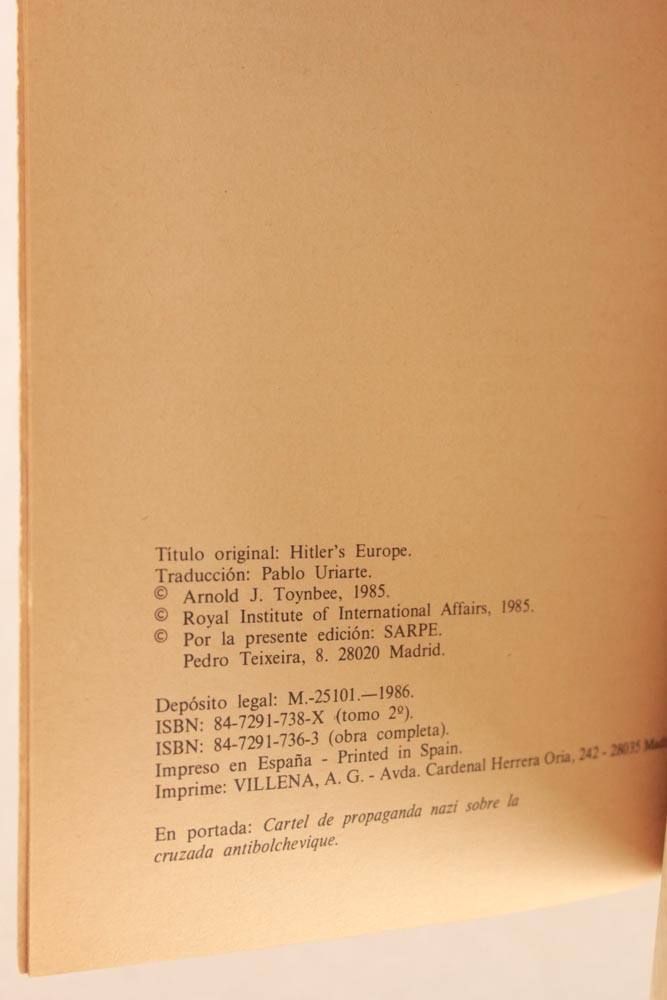 Título original: Hitler's Europe.
Traducción: Pablo Uriarte.
© Arnold J. Toynbee, 1985.
© Royal Institute of International Affairs, 1985.
© Por la presente edición: SARPE.
Pedro Teixeira, 8. 28020 Madrid.
Depósito legal: M.-25101.—1986.
ISBN: 84-7291-738-X (tomo 2º).
ISBN: 84-7291-736-3 (obra completa).
Impreso en España - Printed in Spain.
Imprime: VILLENA, A. G. - Avda. Cardenal Herrera Oria, 242 - 28035
En portada: Cartel de propaganda nazi sobre la
cruzada antibolchevique.